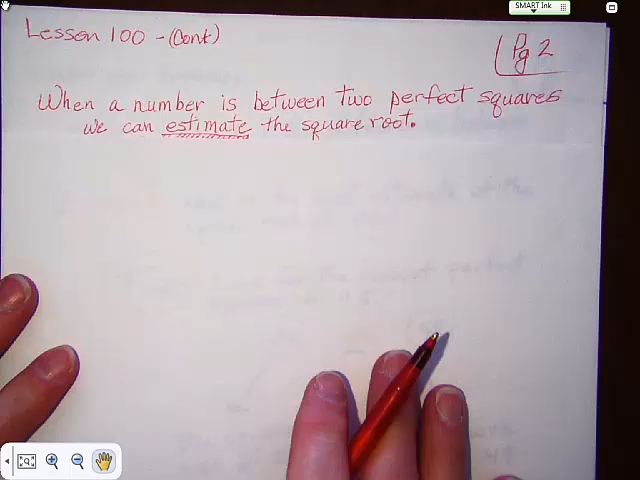 SMART Ink
Lesson 100 - (Cont)
Pg 2
When a number is between two perfect squares
we can estimate the square root.